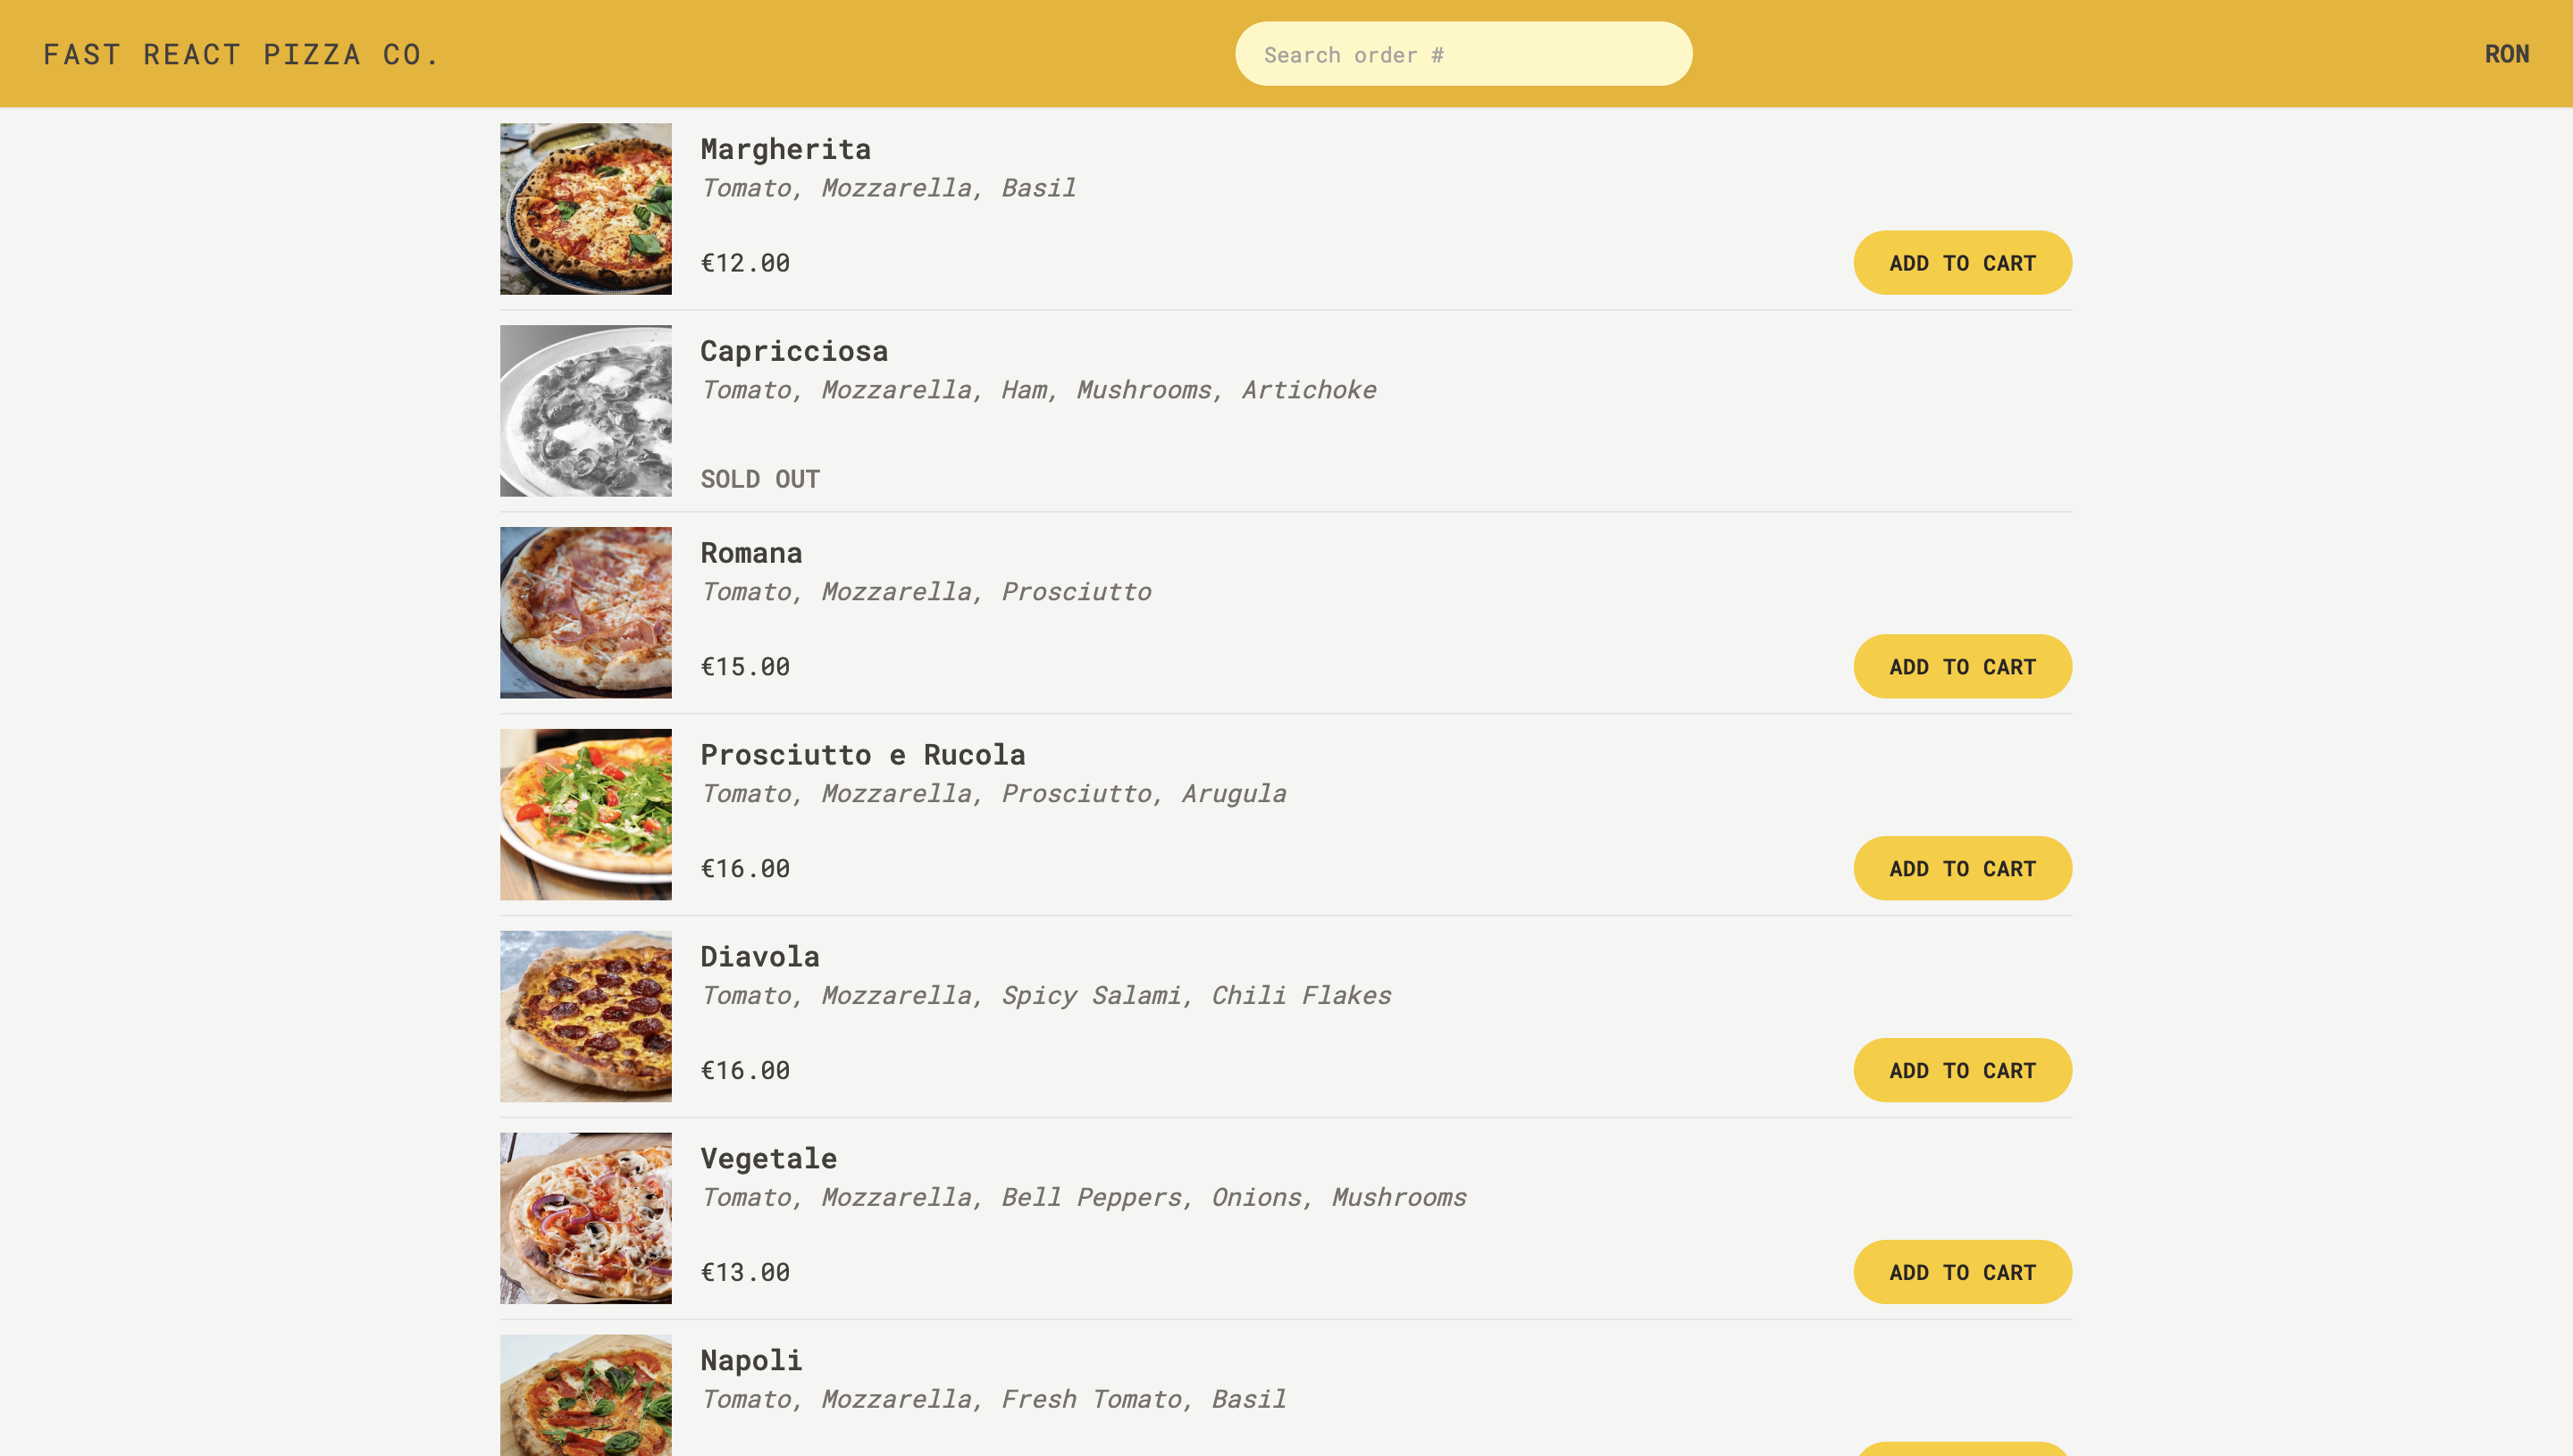 FAST REACT PIZZA CO.
Search order #
RON
Margherita
Tomato, Mozzarella, Basil
€12.00
ADD TO CART
Capricciosa
Tomato, Mozzarella, Ham, Mushrooms, Artichoke
SOLD OUT
Romana
Tomato, Mozzarella, Prosciutto
€15.00
ADD TO CART
Prosciutto e Rucola
Tomato, Mozzarella, Prosciutto, Arugula
€16.00
ADD TO CART
Diavola
Tomato, Mozzarella, Spicy Salami, Chili Flakes
€16.00
ADD TO CART
Vegetale
Tomato, Mozzarella, Bell Peppers, Onions, Mushrooms
€13.00
ADD TO CART
Napoli
Tomato, Mozzarella, Fresh Tomato, Basil